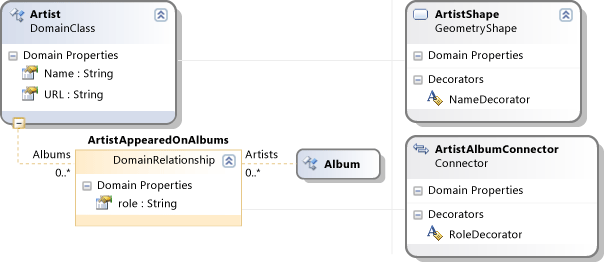 Artist
DomainClass
Domain Properties
Name : String
URL : String
ArtistAppearedOnAlbums
Albums
0..*
DomainRelationship
Domain Properties
role : String
Artists
0..*
Album
ArtistShape
GeometryShape
Domain Properties
Decorators
NameDecorator
ArtistAlbumConnector
Connector
Domain Properties
Decorators
RoleDecorator